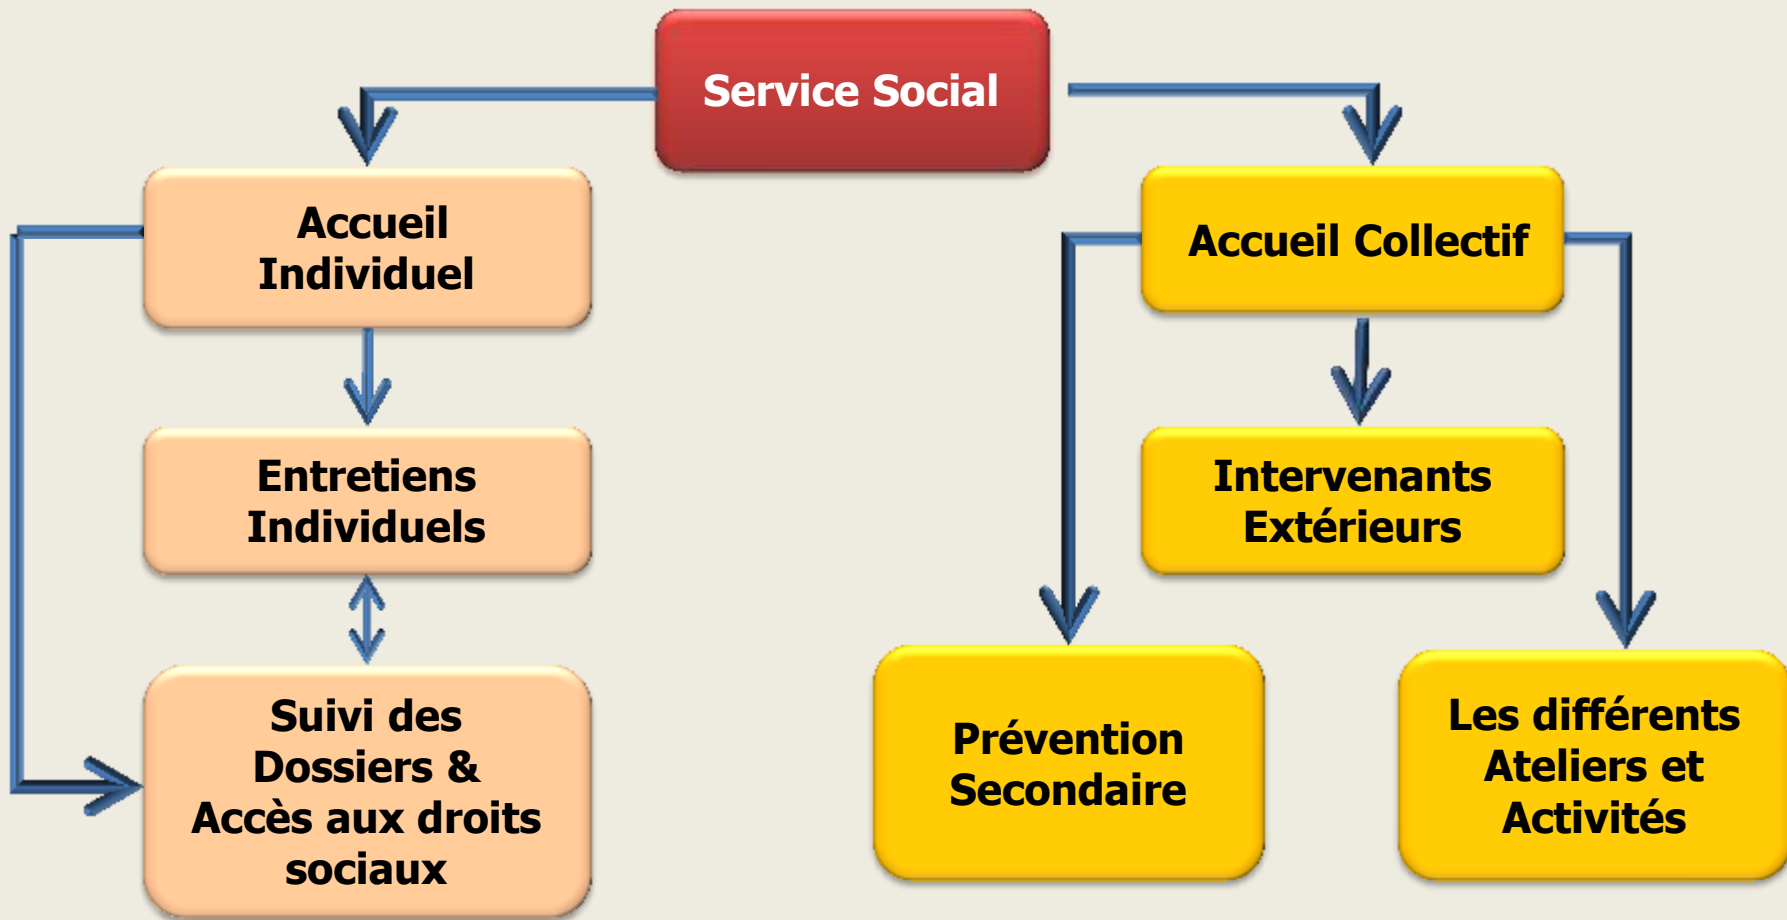 Service Social
Accueil
Individuel
Accueil Collectif
Entretiens
Individuels
Intervenants
Extérieurs
Suivi des
Dossiers &
Accès aux droits
sociaux
Prévention
Secondaire
Les différents
Ateliers et
Activités